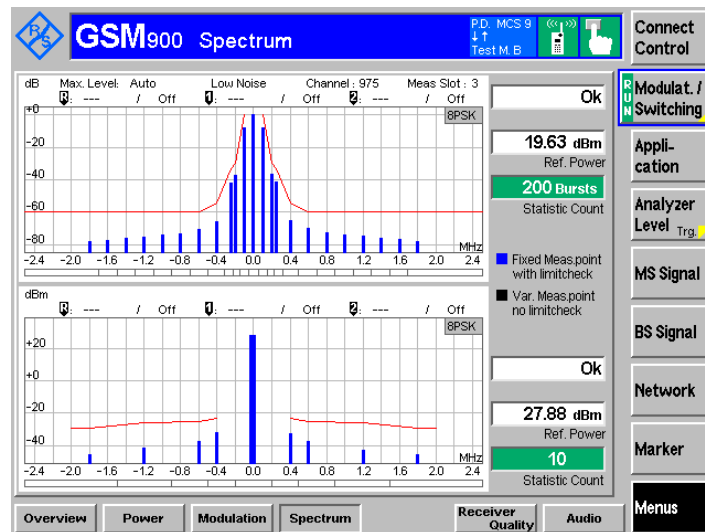 R&S GSM900 Spectrum
P.D. MCS 9
↓↑
Test M. B
Connect Control
dB Max. Level: Auto Low Noise Channel : 975 Meas Slot : 3
R: --- / Off 1: --- / Off 2: --- / Off
8PSK
+0
-20
-40
-60
-80
MHz
-2.4 -2.0 -1.6 -1.2 -0.8 -0.4 0.0 0.4 0.8 1.2 1.6 2.0 2.4
Ok
19.63 dBm
Ref. Power
200 Bursts
Statistic Count
Fixed Meas.point
with limitcheck
Var. Meas.point
no limitcheck
dBm
R: --- / Off 1: --- / Off 2: --- / Off
8PSK
+20
+0
-20
-40
MHz
-2.4 -2.0 -1.6 -1.2 -0.8 -0.4 0.0 0.4 0.8 1.2 1.6 2.0 2.4
Ok
27.88 dBm
Ref. Power
10
Statistic Count
RUN
Modulat. /
Switching
Appli-
cation
Analyzer
Level Trg.
MS Signal
BS Signal
Network
Marker
Menus
Overview Power Modulation Spectrum Receiver Quality Audio